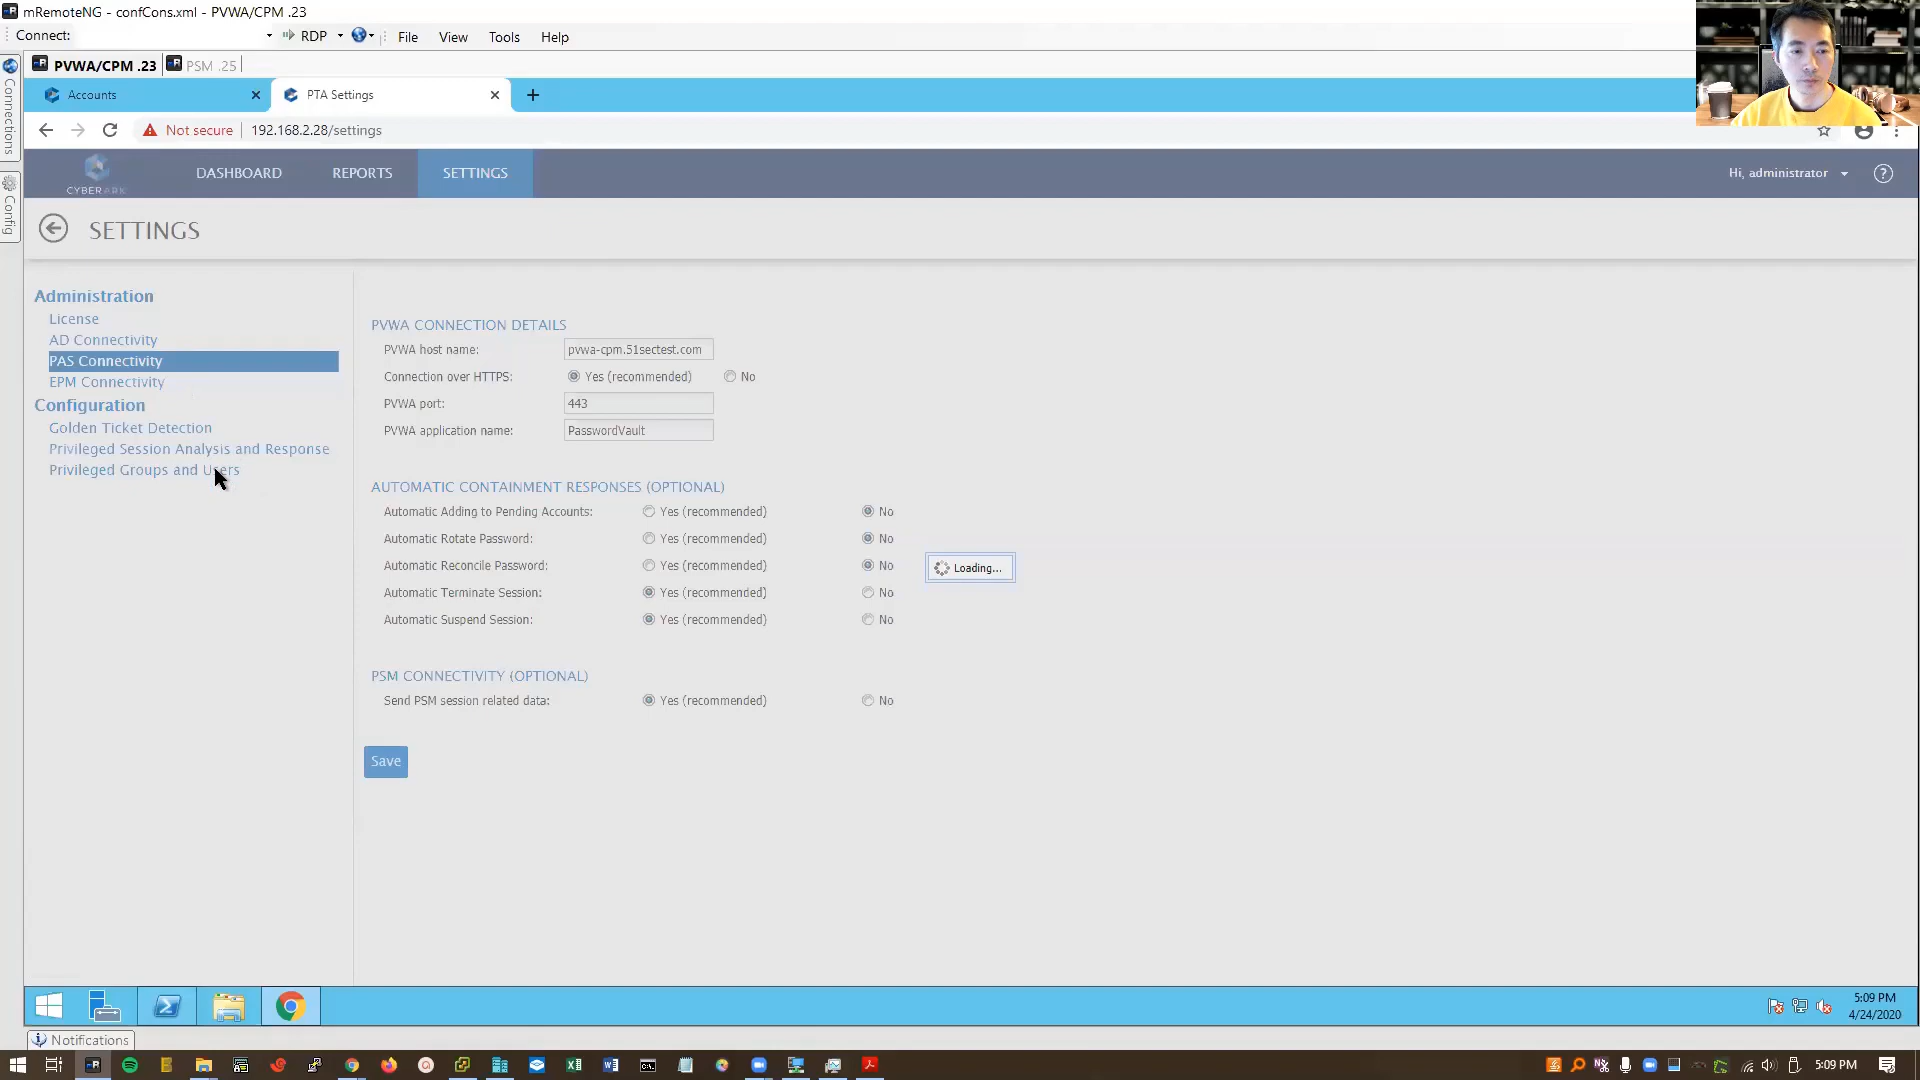 mRemoteNG - confCons.xml - PVWA/CPM .23
Connect:
RDP
File
View
Tools
Help
Connections
Config
PVWA/CPM .23
PSM .25
Accounts
PTA Settings
Not secure
192.168.2.28/settings
CYBERARK
DASHBOARD
REPORTS
SETTINGS
Hi, administrator
SETTINGS
Administration
License
AD Connectivity
PAS Connectivity
EPM Connectivity
Configuration
Golden Ticket Detection
Privileged Session Analysis and Response
Privileged Groups and Users
PVWA CONNECTION DETAILS
PVWA host name: pvwa-cpm.51sectest.com
Connection over HTTPS: Yes (recommended) No
PVWA port: 443
PVWA application name: PasswordVault
AUTOMATIC CONTAINMENT RESPONSES (OPTIONAL)
Automatic Adding to Pending Accounts: Yes (recommended) No
Automatic Rotate Password: Yes (recommended) No
Automatic Reconcile Password: Yes (recommended) No
Automatic Terminate Session: Yes (recommended) No
Automatic Suspend Session: Yes (recommended) No
Loading...
PSM CONNECTIVITY (OPTIONAL)
Send PSM session related data: Yes (recommended) No
Save
5:09 PM
4/24/2020
Notifications
5:09 PM